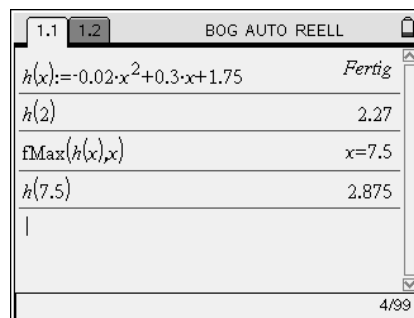 1.1 1.2 BOG AUTO REELL
h(x):=-0.02·x²+0.3·x+1.75 Fertig
h(2) 2.27
fMax(h(x),x) x=7.5
h(7.5) 2.875
4/99